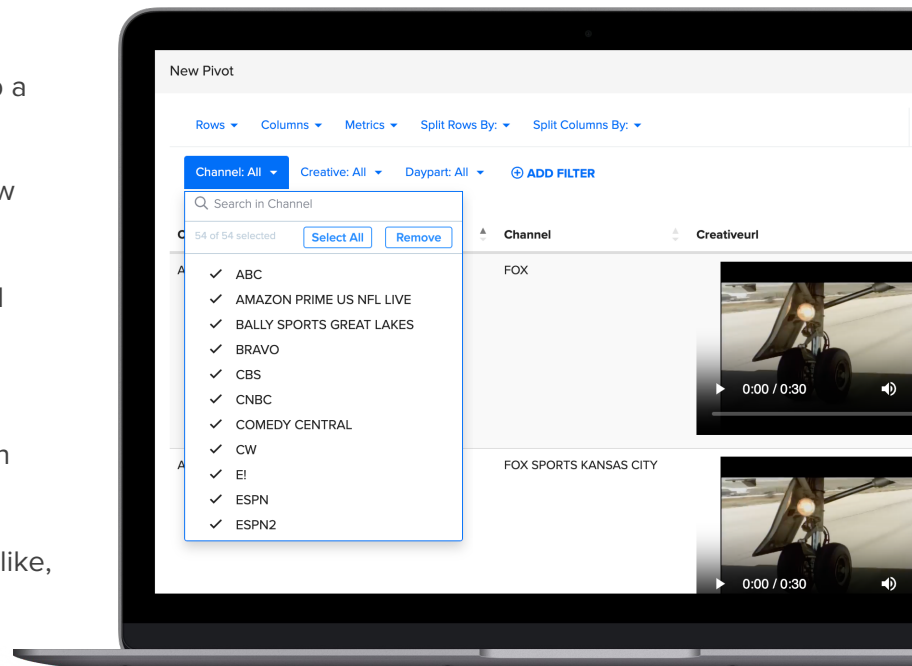 a
New Pivot
Rows Columns Metrics Split Rows By: Split Columns By:
Channel: All Creative: All Daypart: All ADD FILTER
Search in Channel
54 of 54 selected Select All Remove
Channel Creativeurl
ABC
AMAZON PRIME US NFL LIVE
BALLY SPORTS GREAT LAKES
BRAVO
CBS
CNBC
COMEDY CENTRAL
CW
E!
ESPN
ESPN2
FOX
0:00 / 0:30
FOX SPORTS KANSAS CITY
0:00 / 0:30
like,